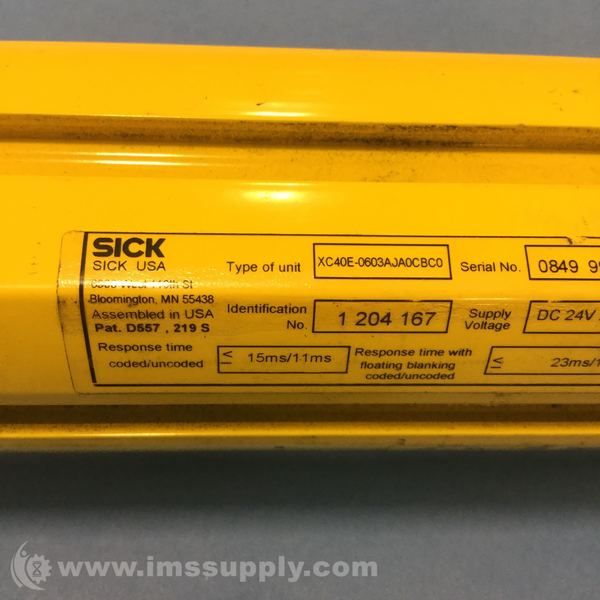 SICK
SICK USA
Type of unit XC40E-0603AJA0CBC0 Serial No. 0849
Bloomington, MN 55438
Assembled in USA
Pat. D557 , 219 S
Identification No. 1 204 167 Supply Voltage DC 24V
Response time coded/uncoded ≤ 15ms/11ms
Response time with floating blanking coded/uncoded ≤ 23ms/
www.imssupply.com